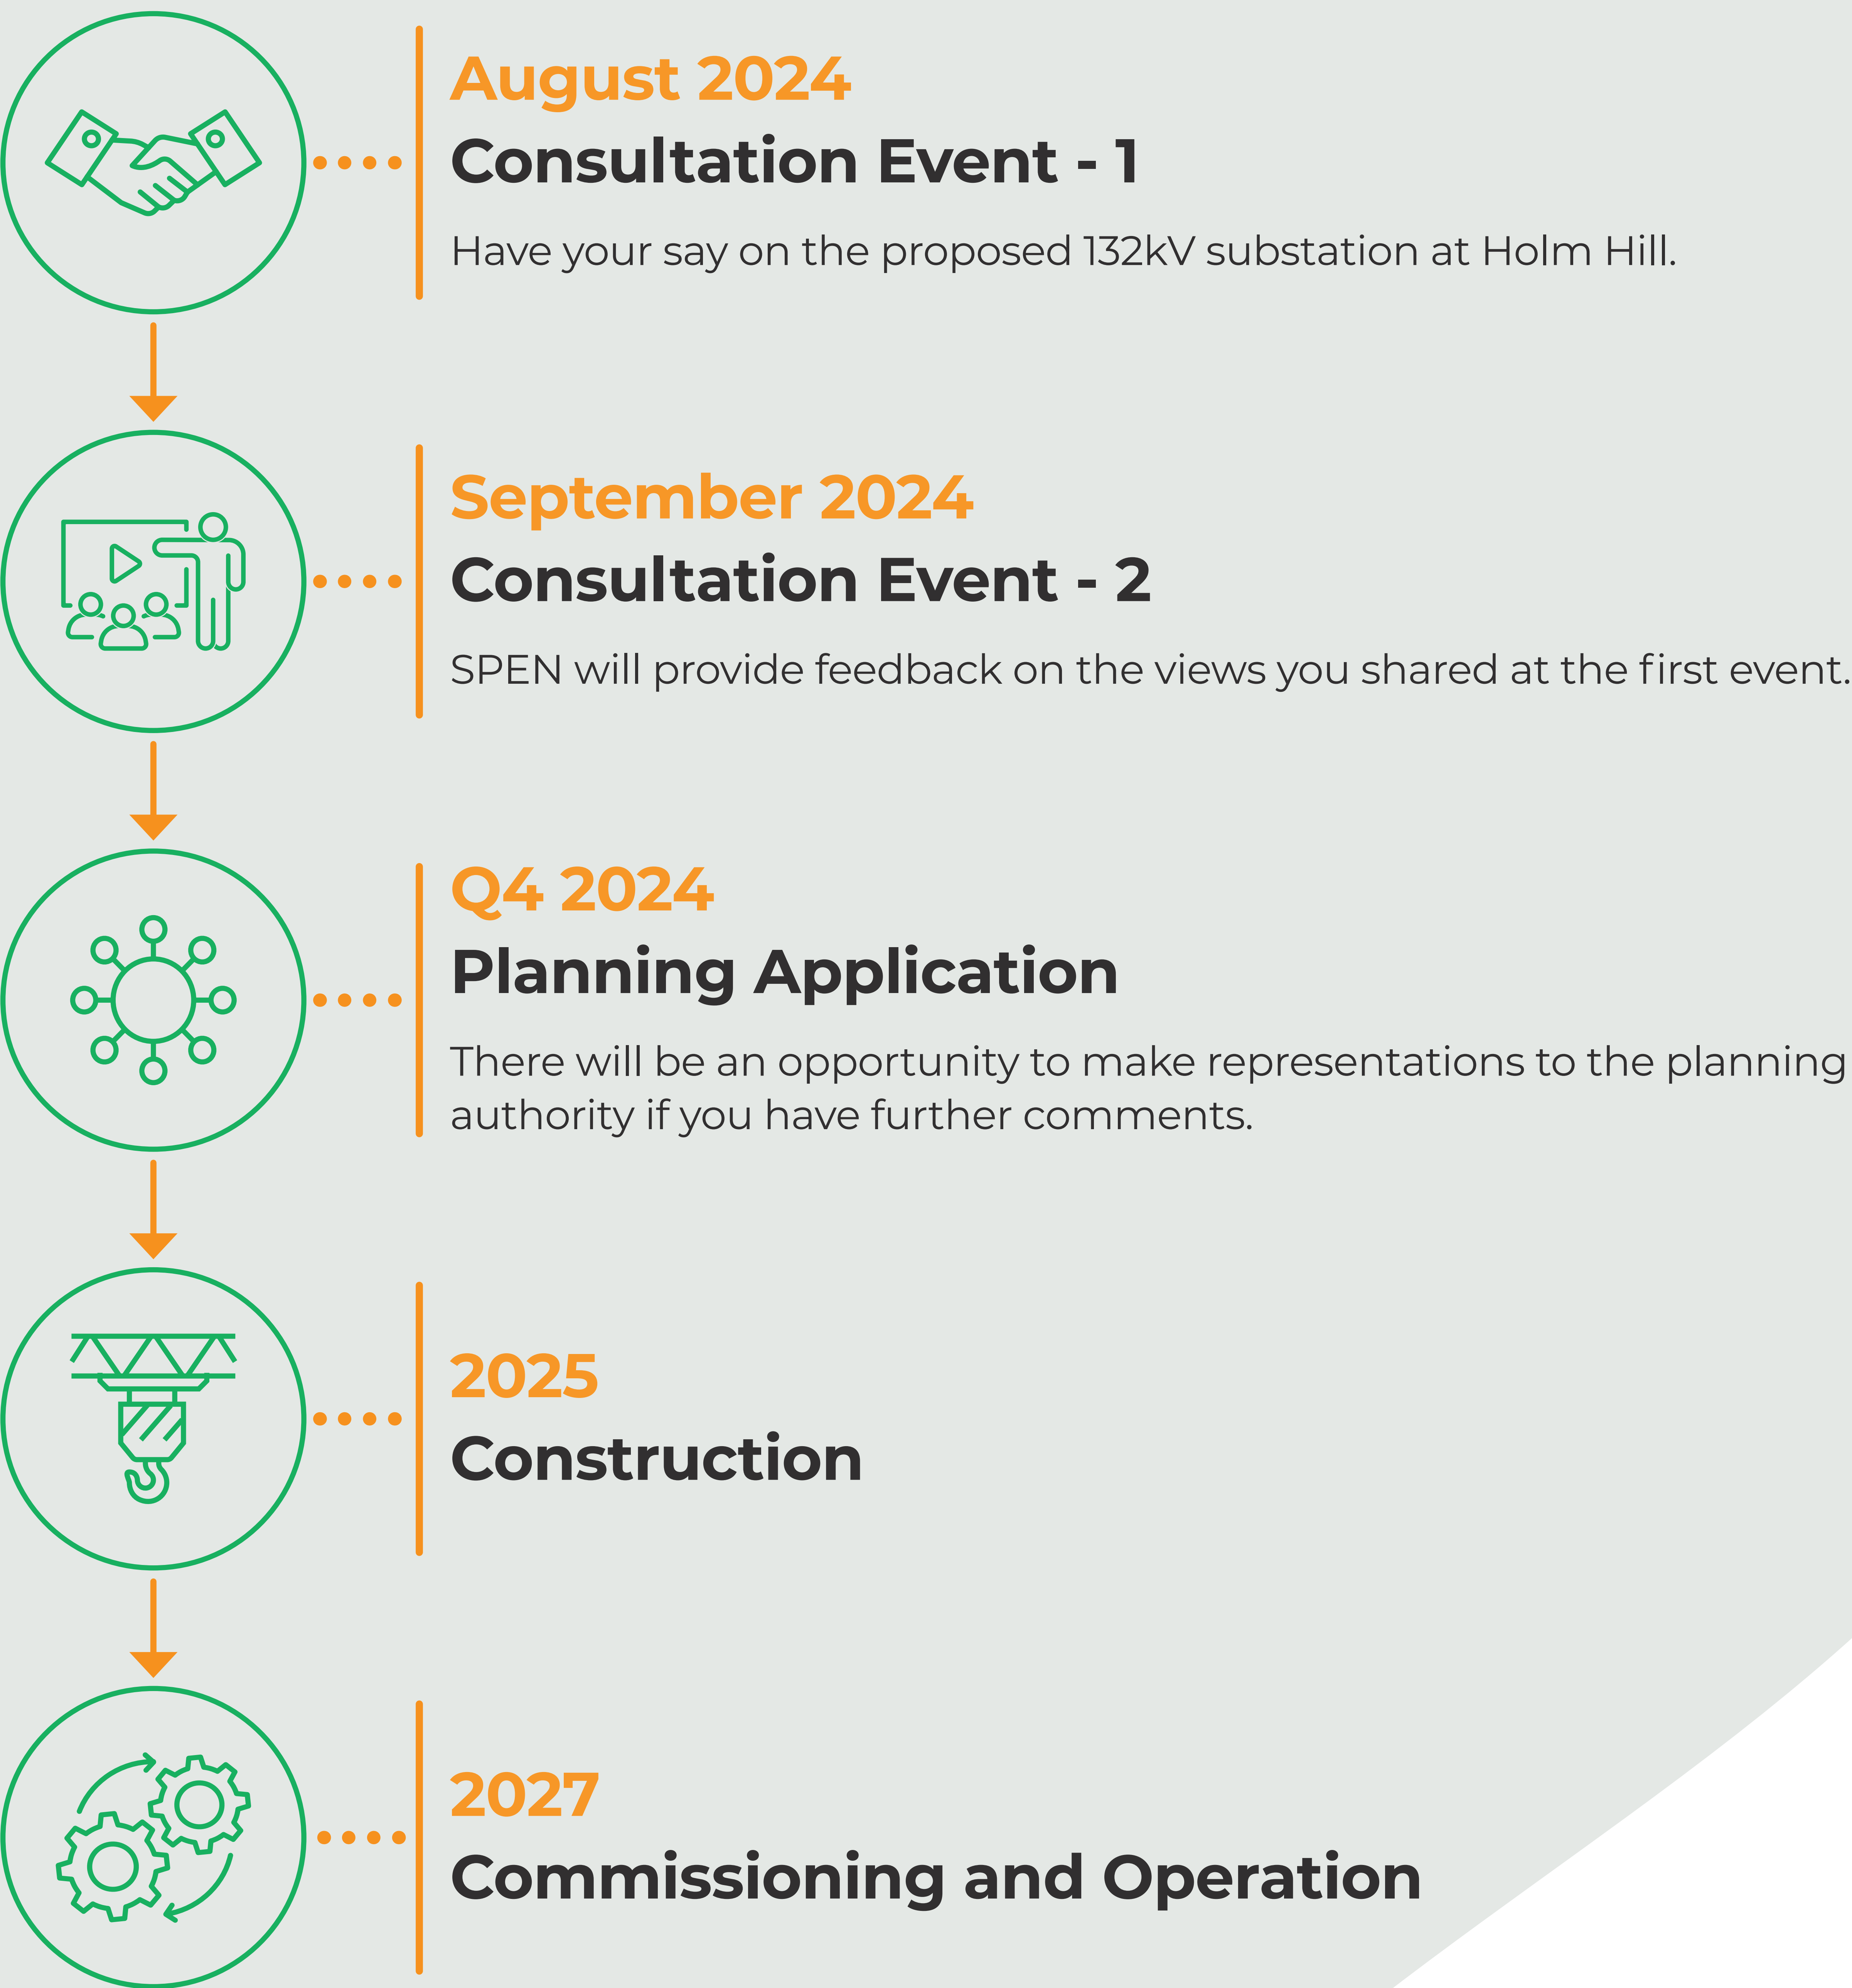 August 2024
Consultation Event - 1
Have your say on the proposed 132kV substation at Holm Hill.
September 2024
Consultation Event - 2
SPEN will provide feedback on the views you shared at the first event.
Q4 2024
Planning Application
There will be an opportunity to make representations to the planning
authority if you have further comments.
2025
Construction
2027
Commissioning and Operation